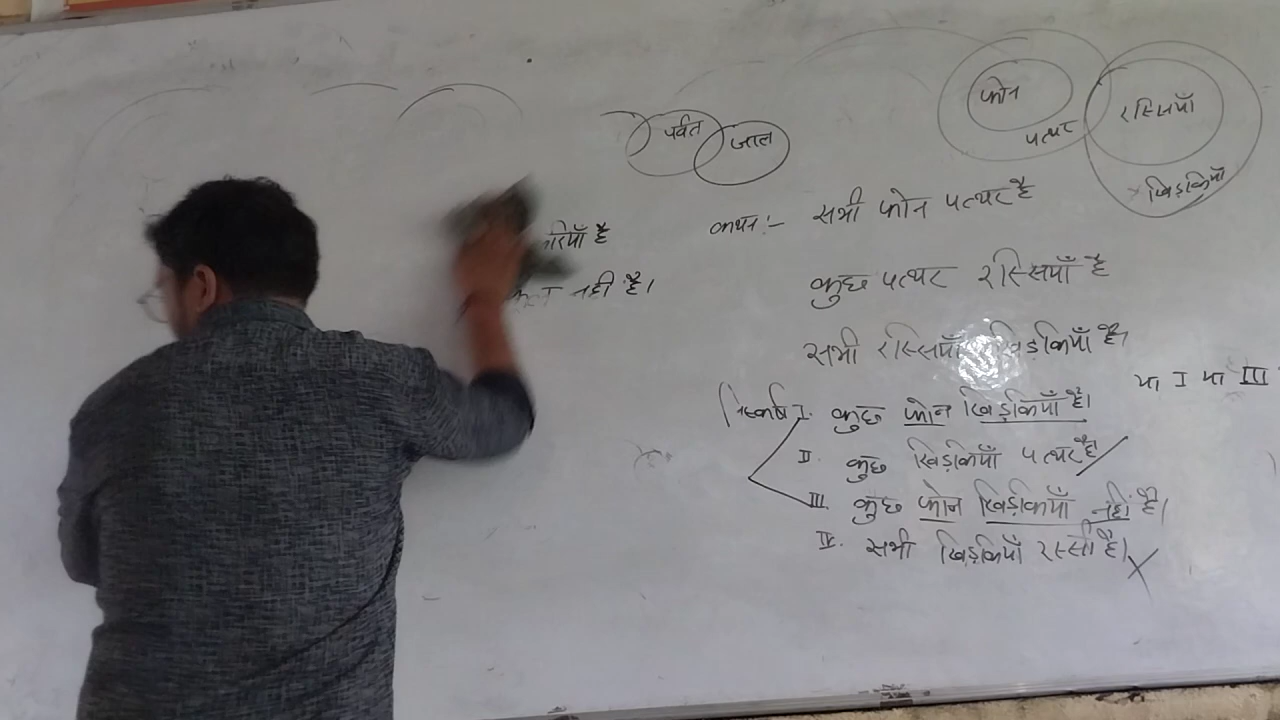 पर्वत जाल
फोन
पत्थर
रस्सियाँ
खिड़कियाँ
है
नहीं है।
कथन:- सभी फोन पत्थर है
कुछ पत्थर रस्सियाँ है
सभी रस्सियाँ खिड़कियाँ है।
या I या III
निष्कर्ष I. कुछ फोन खिड़कियाँ है।
II. कुछ खिड़कियाँ पत्थर है।
III. कुछ फोन खिड़कियाँ नहीं है।
IV. सभी खिड़कियाँ रस्सी है।